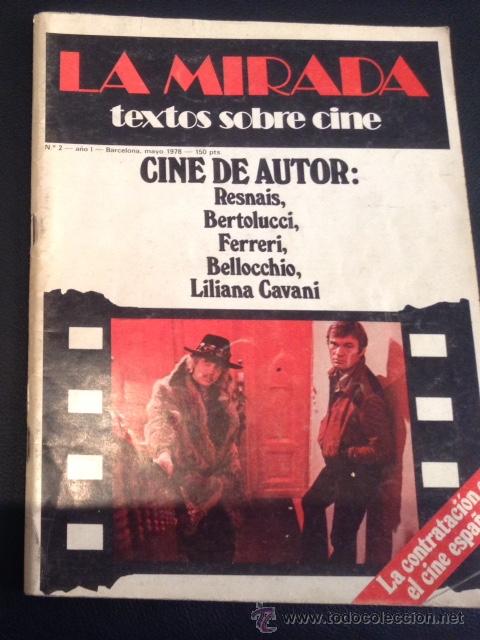 LA MIRADA
textos sobre cine
N.º 2 — año I — Barcelona, mayo 1978 — 150 pts.
CINE DE AUTOR:
Resnais,
Bertolucci,
Ferreri,
Bellocchio,
Liliana Cavani
La contratación
el cine
www.todocoleccion.net